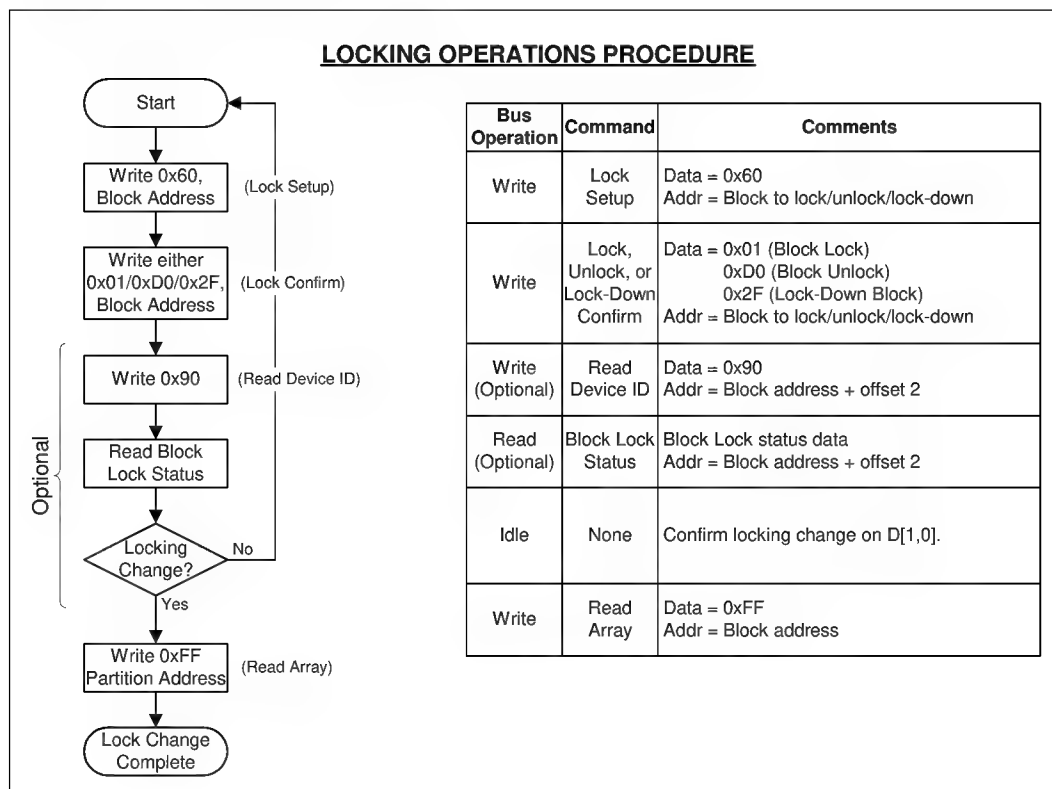 LOCKING OPERATIONS PROCEDURE
Start
Write 0x60,
Block Address
(Lock Setup)
Write either
0x01/0xD0/0x2F,
Block Address
(Lock Confirm)
Optional
Write 0x90
(Read Device ID)
Read Block
Lock Status
Locking
Change?
No
Yes
Write 0xFF
Partition Address
(Read Array)
Lock Change
Complete
Bus
Operation
Command
Comments
Write
Lock
Setup
Data = 0x60
Addr = Block to lock/unlock/lock-down
Write
Lock,
Unlock, or
Lock-Down
Confirm
Data = 0x01 (Block Lock)
0xD0 (Block Unlock)
0x2F (Lock-Down Block)
Addr = Block to lock/unlock/lock-down
Write
(Optional)
Read
Device ID
Data = 0x90
Addr = Block address + offset 2
Read
(Optional)
Block Lock
Status
Block Lock status data
Addr = Block address + offset 2
Idle
None
Confirm locking change on D[1,0].
Write
Read
Array
Data = 0xFF
Addr = Block address